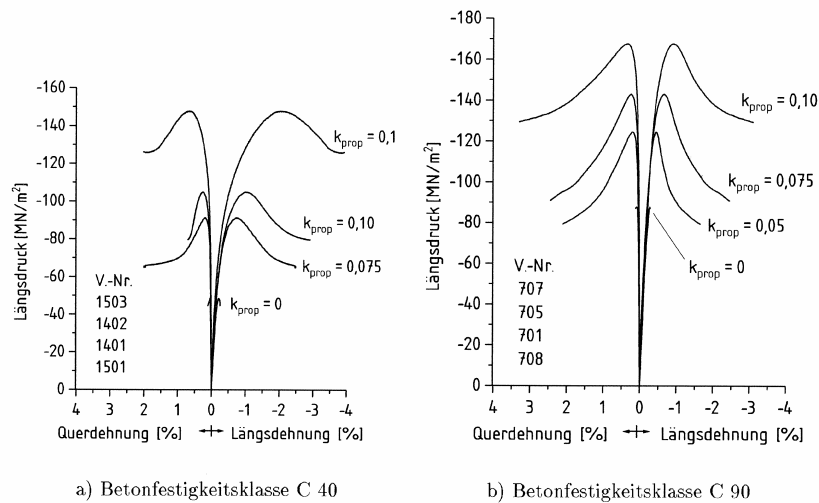 -160
-140
-120
-100
-80
-60
-40
-20
0
Längsdruck [MN/m²]
k_prop = 0,1
k_prop = 0,10
k_prop = 0,075
k_prop = 0
V.-Nr.
1503
1402
1401
1501
4 3 2 1 0 -1 -2 -3 -4
Querdehnung [%] Längsdehnung [%]
a) Betonfestigkeitsklasse C 40
-180
-160
-140
-120
-100
-80
-60
-40
-20
0
Längsdruck [MN/m²]
k_prop = 0,10
k_prop = 0,075
k_prop = 0,05
k_prop = 0
V.-Nr.
707
705
701
708
4 3 2 1 0 -1 -2 -3 -4
Querdehnung [%] Längsdehnung [%]
b) Betonfestigkeitsklasse C 90